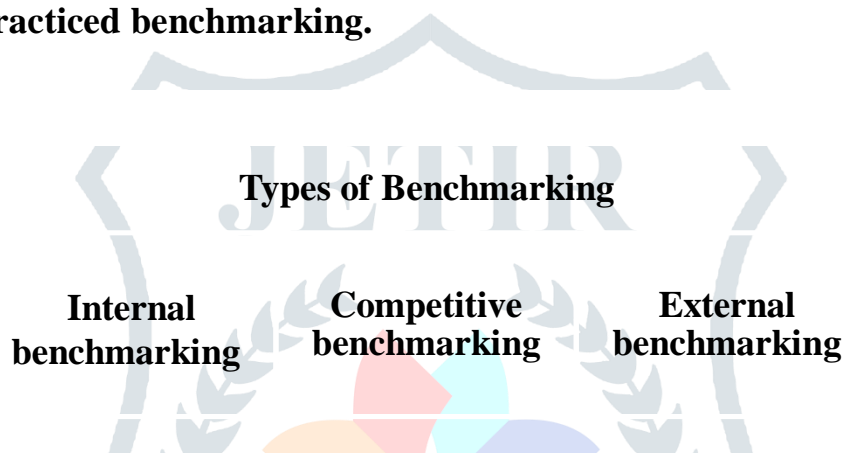 racticed benchmarking.
JETIR
Types of Benchmarking
Internal benchmarking
Competitive benchmarking
External benchmarking